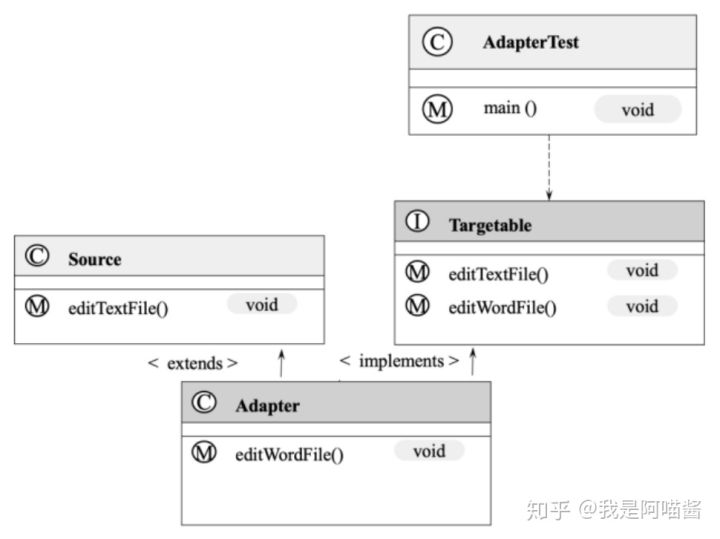 C AdapterTest
M main () void
I Targetable
M editTextFile() void
M editWordFile() void
C Source
M editTextFile() void
< extends > < implements >
C Adapter
M editWordFile() void
知乎 @我是阿喵酱